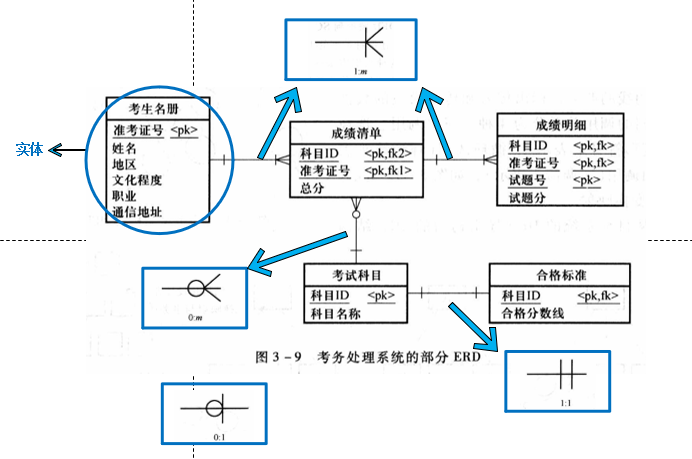 1:m
考生名册
准考证号 <pk>
姓名
地区
文化程度
职业
通信地址
实体
成绩清单
科目ID <pk,fk2>
准考证号 <pk,fk1>
总分
成绩明细
科目ID <pk,fk>
准考证号 <pk,fk>
试题号 <pk>
试题分
0:m
考试科目
科目ID <pk>
科目名称
合格标准
科目ID <pk,fk>
合格分数线
图 3-9 考务处理系统的部分 ERD
1:1
0:1